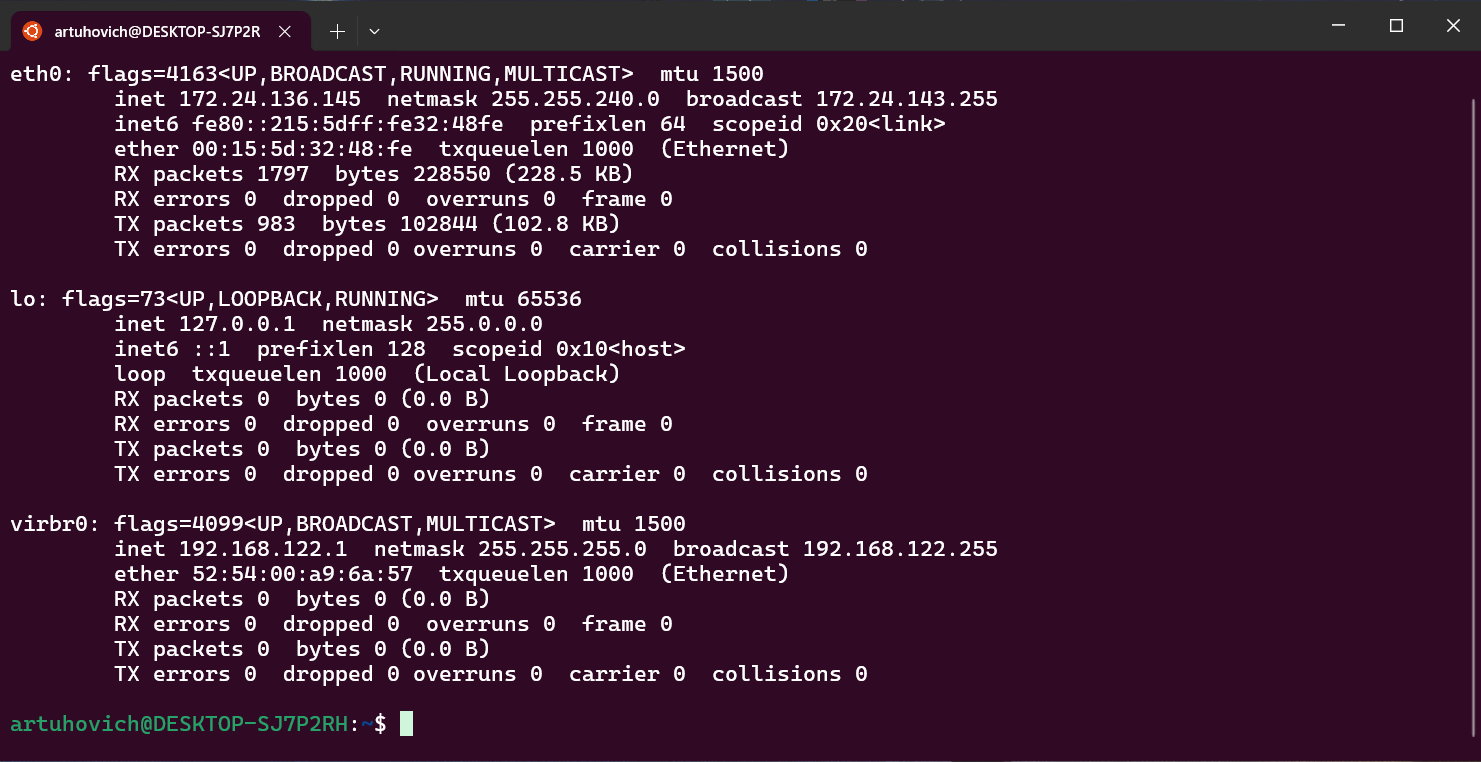 artuhovich@DESKTOP-SJ7P2R
eth0: flags=4163<UP,BROADCAST,RUNNING,MULTICAST>  mtu 1500
        inet 172.24.136.145  netmask 255.255.240.0  broadcast 172.24.143.255
        inet6 fe80::215:5dff:fe32:48fe  prefixlen 64  scopeid 0x20<link>
        ether 00:15:5d:32:48:fe  txqueuelen 1000  (Ethernet)
        RX packets 1797  bytes 228550 (228.5 KB)
        RX errors 0  dropped 0  overruns 0  frame 0
        TX packets 983  bytes 102844 (102.8 KB)
        TX errors 0  dropped 0 overruns 0  carrier 0  collisions 0

lo: flags=73<UP,LOOPBACK,RUNNING>  mtu 65536
        inet 127.0.0.1  netmask 255.0.0.0
        inet6 ::1  prefixlen 128  scopeid 0x10<host>
        loop  txqueuelen 1000  (Local Loopback)
        RX packets 0  bytes 0 (0.0 B)
        RX errors 0  dropped 0  overruns 0  frame 0
        TX packets 0  bytes 0 (0.0 B)
        TX errors 0  dropped 0 overruns 0  carrier 0  collisions 0

virbr0: flags=4099<UP,BROADCAST,MULTICAST>  mtu 1500
        inet 192.168.122.1  netmask 255.255.255.0  broadcast 192.168.122.255
        ether 52:54:00:a9:6a:57  txqueuelen 1000  (Ethernet)
        RX packets 0  bytes 0 (0.0 B)
        RX errors 0  dropped 0  overruns 0  frame 0
        TX packets 0  bytes 0 (0.0 B)
        TX errors 0  dropped 0 overruns 0  carrier 0  collisions 0

artuhovich@DESKTOP-SJ7P2RH:~$